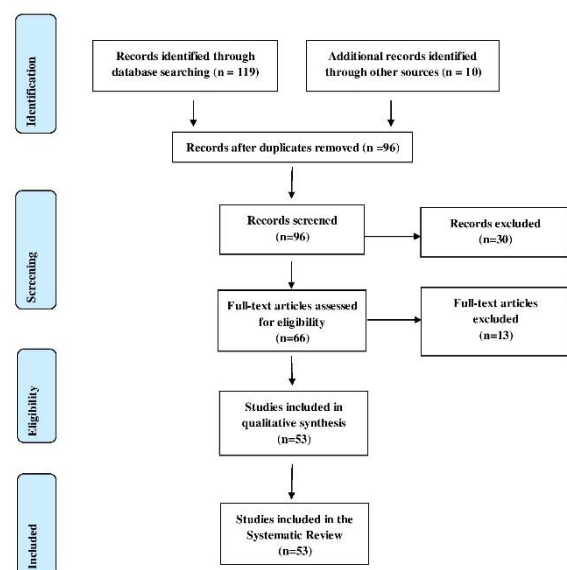 Identification
Records identified through
database searching (n = 119)
Additional records identified
through other sources (n = 10)
Records after duplicates removed (n =96)
Screening
Records screened
(n=96)
Records excluded
(n=30)
Full-text articles assessed
for eligibility
(n=66)
Full-text articles
excluded
(n=13)
Eligibility
Studies included in
qualitative synthesis
(n=53)
Included
Studies included in the
Systematic Review
(n=53)